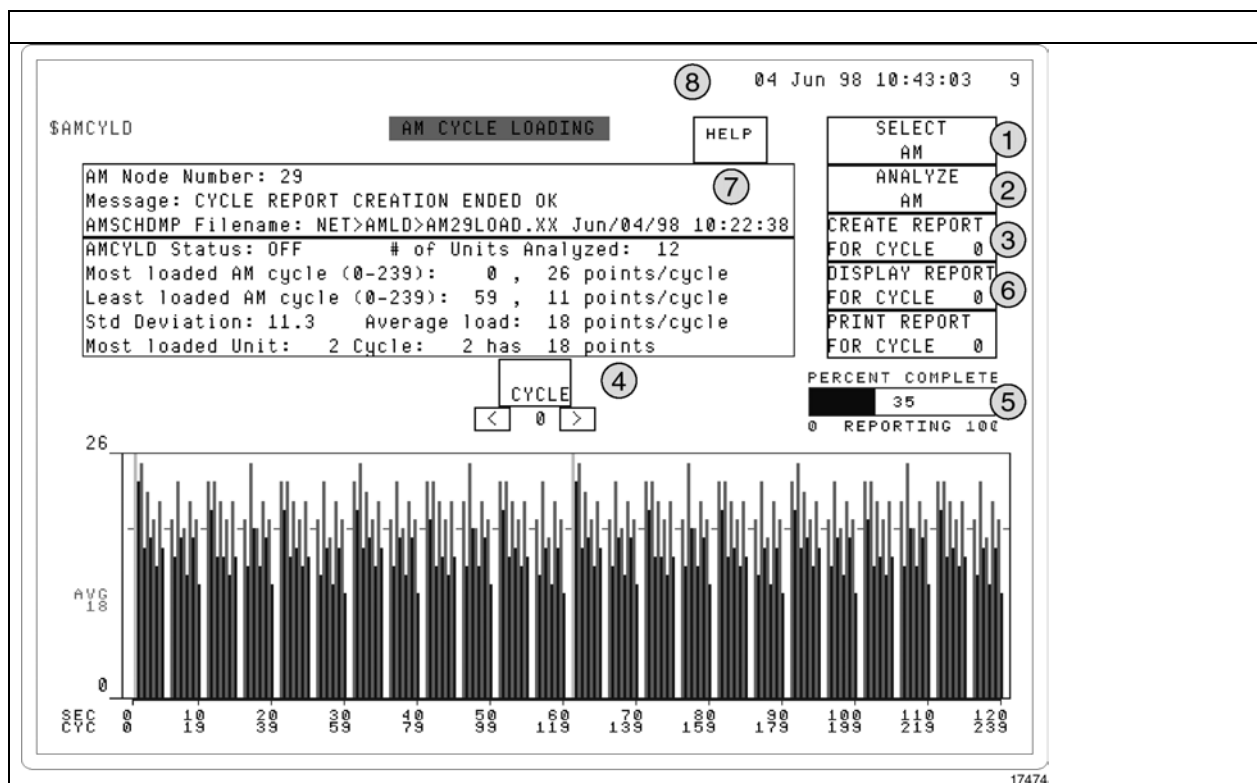 8 04 Jun 98 10:43:03 9
$AMCYLD AM CYCLE LOADING HELP
7
SELECT
AM
1
ANALYZE
AM
2
CREATE REPORT
FOR CYCLE 0
3
DISPLAY REPORT
FOR CYCLE 0
6
PRINT REPORT
FOR CYCLE 0
AM Node Number: 29
Message: CYCLE REPORT CREATION ENDED OK
AMSCHDMP Filename: NET>AMLD>AM29LOAD.XX Jun/04/98 10:22:38
AMCYLD Status: OFF # of Units Analyzed: 12
Most loaded AM cycle (0-239): 0 , 26 points/cycle
Least loaded AM cycle (0-239): 59 , 11 points/cycle
Std Deviation: 11.3 Average load: 18 points/cycle
Most loaded Unit: 2 Cycle: 2 has 18 points
CYCLE
4
< 0 >
PERCENT COMPLETE
35
5
0 REPORTING 100
26
AVG
18
0
SEC 0 10 20 30 40 50 60 70 80 90 100 110 120
CYC 0 19 39 59 79 99 119 139 159 179 199 219 239
17474